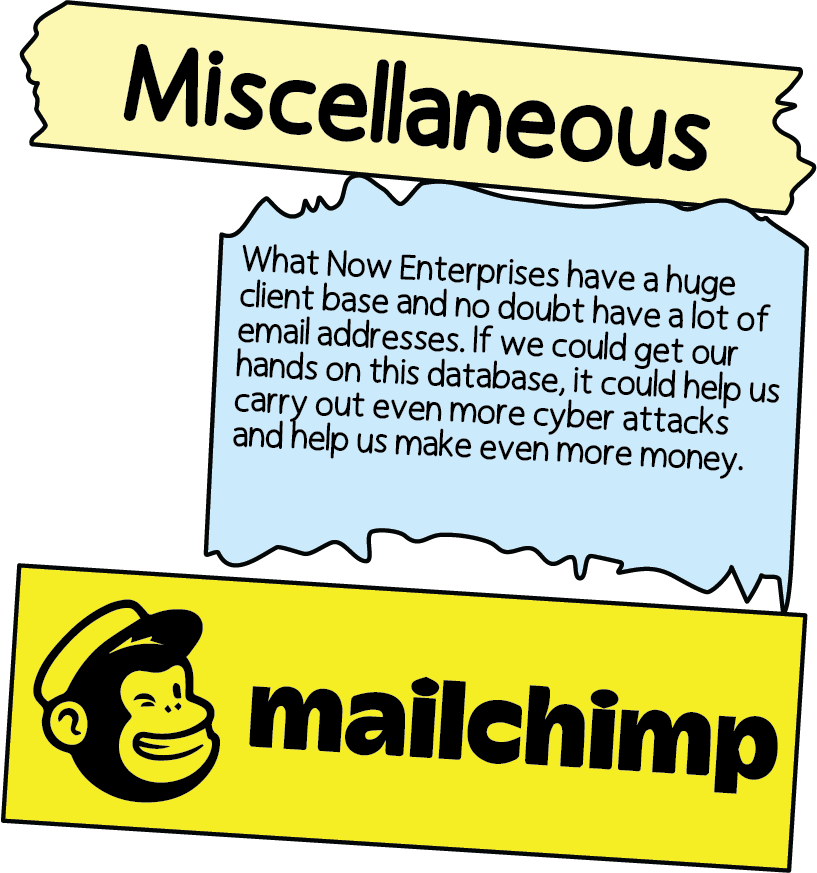 Miscellaneous
What Now Enterprises have a huge
client base and no doubt have a lot of
email addresses. If we could get our
hands on this database, it could help us
carry out even more cyber attacks
and help us make even more money.
mailchimp